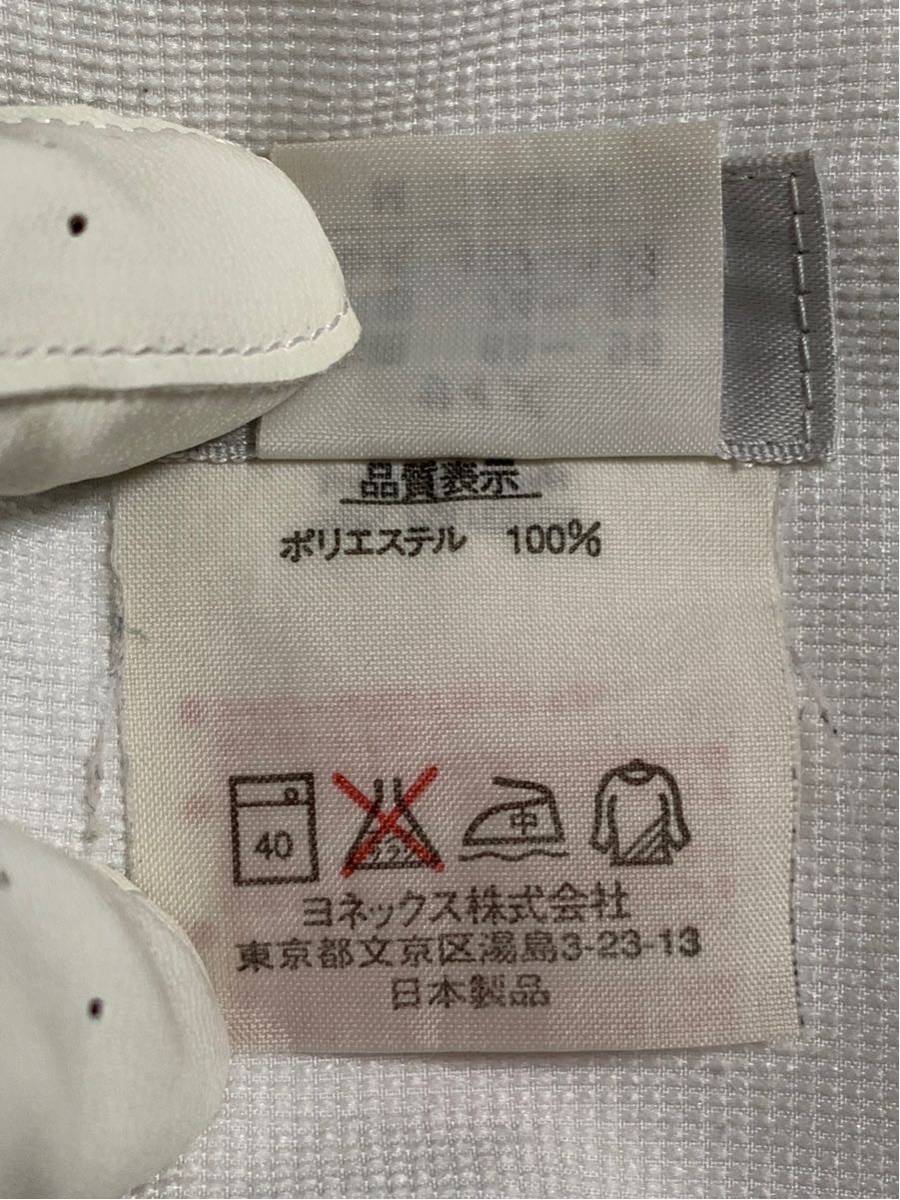 品質表示
ポリエステル 100%
40 中
ヨネックス株式会社
東京都文京区湯島3-23-13
日本製品